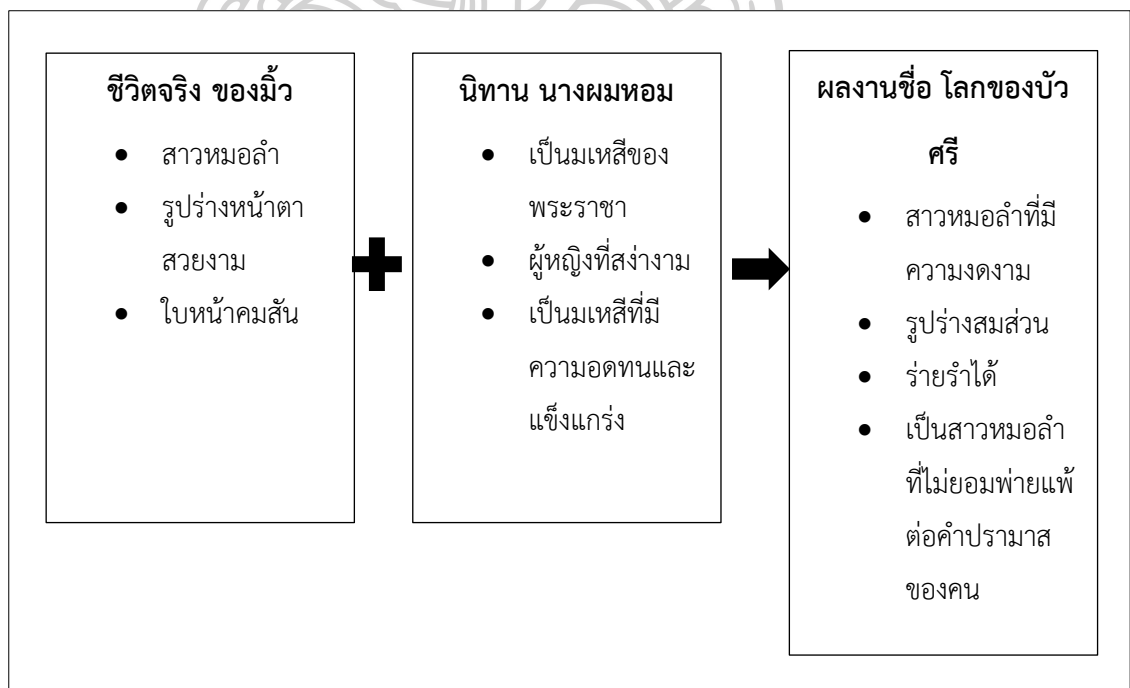 ชีวิตจริง ของมิ้ว
• สาวหมอลำ
• รูปร่างหน้าตา
สวยงาม
• ใบหน้าคมสัน
นิทาน นางผมหอม
• เป็นมเหสีของ
พระราชา
• ผู้หญิงที่สง่างาม
• เป็นมเหสีที่มี
ความอดทนและ
แข็งแกร่ง
ผลงานชื่อ โลกของบัว
ศรี
• สาวหมอลำที่มี
ความงดงาม
• รูปร่างสมส่วน
• ร่ายรำได้
• เป็นสาวหมอลำ
ที่ไม่ยอมพ่ายแพ้
ต่อคำปรามาส
ของคน